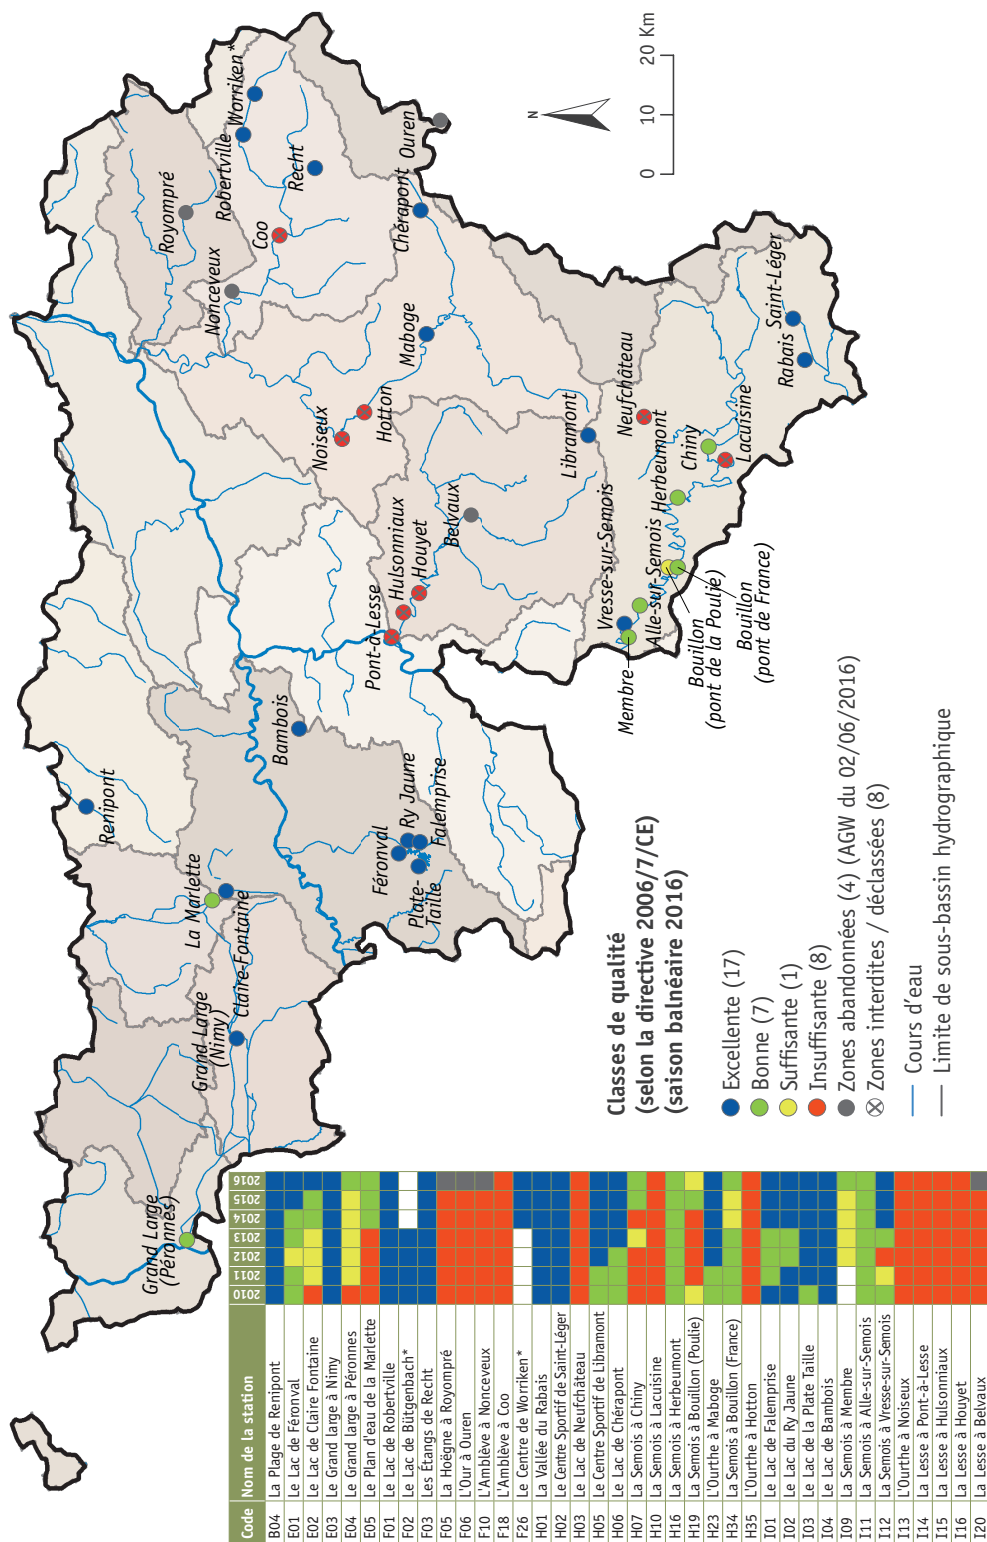 Grand Large
(Péronnes)
Grand Large
(Nimy)
Claire-Fontaine
La Marlette
Renipont
Bambois
Féronval
Ry Jaune
Plate-
Taille
Falemprise
Royompré
Robertville
Worriken*
Nonceveux
Coo
Recht
Chérapont
Ouren
Noiseux
Hotton
Maboge
Pont-à-Lesse
Hulsonniaux
Houyet
Belvaux
Libramont
Neufchâteau
Vresse-sur-Semois
Alle-sur-Semois
Herbeumont
Chiny
Lacuisine
Rabais
Saint-Léger
Membre
Bouillon
(pont de la Poulie)
Bouillon
(pont de France)
N
0 10 20 Km
Classes de qualité
(selon la directive 2006/7/CE)
(saison balnéaire 2016)
Excellente (17)
Bonne (7)
Suffisante (1)
Insuffisante (8)
Zones abandonnées (4) (AGW du 02/06/2016)
Zones interdites / déclassées (8)
Cours d'eau
Limite de sous-bassin hydrographique
Code Nom de la station 2010 2011 2012 2013 2014 2015 2016
B04 La Plage de Renipont
E01 Le Lac de Féronval
E02 Le Lac de Claire Fontaine
E03 Le Grand Large à Nimy
E04 Le Grand large à Péronnes
E05 Le Plan d'eau de la Marlette
F01 Le Lac de Robertville
F02 Le Lac de Bütgenbach*
F03 Les Étangs de Recht
F05 La Hoëgne à Royompré
F06 L'Our à Ouren
F10 L'Amblève à Nonceveux
F18 L'Amblève à Coo
F26 Le Centre de Worriken*
H01 La Vallée du Rabais
H02 Le Centre Sportif de Saint-Léger
H03 Le Lac de Neufchâteau
H05 Le Centre Sportif de Libramont
H06 Le Lac de Chérapont
H07 La Semois à Chiny
H10 La Semois à Lacuisine
H16 La Semois à Herbeumont
H19 La Semois à Bouillon (Poulie)
H23 L'Ourthe à Maboge
H34 La Semois à Bouillon (France)
H35 L'Ourthe à Hotton
I01 Le Lac de Falemprise
I02 Le Lac du Ry Jaune
I03 Le Lac de la Plate Taille
I04 Le Lac de Bambois
I09 La Semois à Membre
I11 La Semois à Alle-sur-Semois
I12 La Semois à Vresse-sur-Semois
I13 L'Ourthe à Noiseux
I14 La Lesse à Pont-à-Lesse
I15 La Lesse à Hulsonniaux
I16 La Lesse à Houyet
I20 La Lesse à Belvaux